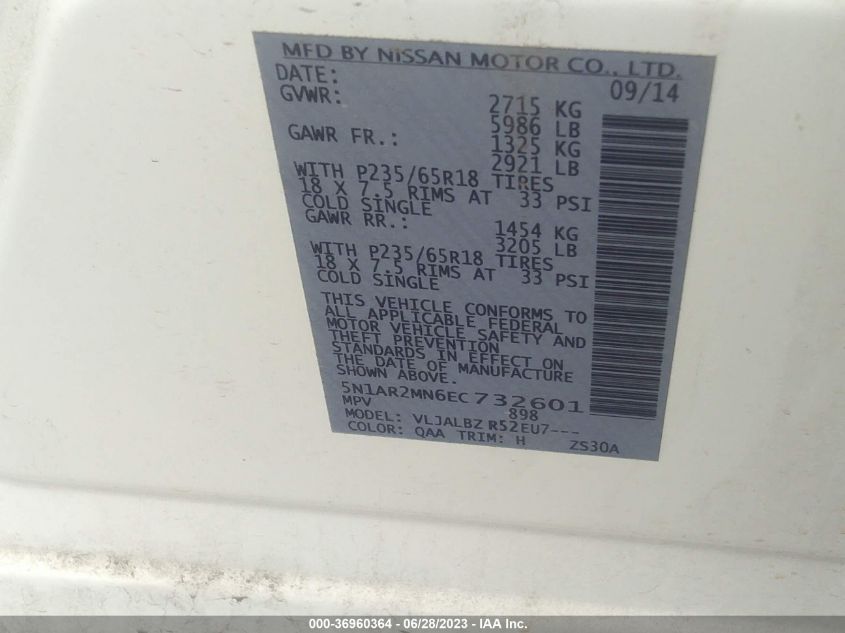 MFD BY NISSAN MOTOR CO., LTD.
DATE: 09/14
GVWR: 2715 KG
5986 LB
GAWR FR.: 1325 KG
2921 LB
WITH P235/65R18 TIRES
18 X 7.5 RIMS AT 33 PSI
COLD SINGLE
GAWR RR.: 1454 KG
3205 LB
WITH P235/65R18 TIRES
18 X 7.5 RIMS AT 33 PSI
COLD SINGLE
THIS VEHICLE CONFORMS TO
ALL APPLICABLE FEDERAL
MOTOR VEHICLE SAFETY AND
THEFT PREVENTION
STANDARDS IN EFFECT ON
THE DATE OF MANUFACTURE
SHOWN ABOVE.
5N1AR2MN6EC732601
MPV 898
MODEL: VLJALBZ R52EU7---
COLOR: QAA TRIM: H ZS30A
000-36960364 - 06/28/2023 - IAA Inc.